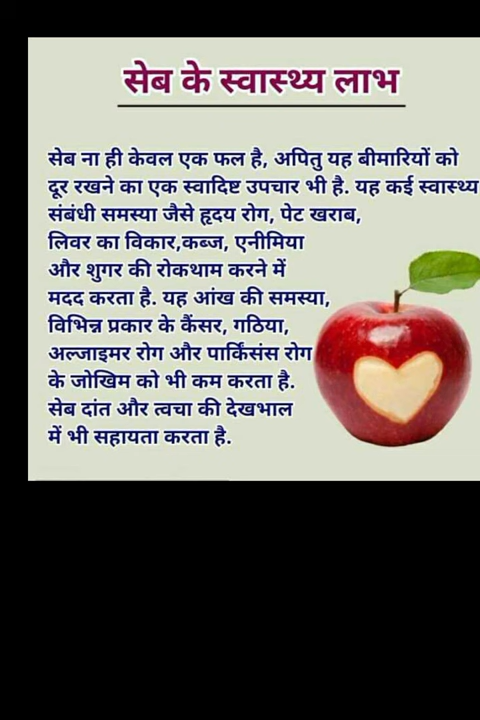 सेब के स्वास्थ्य लाभ
सेब ना ही केवल एक फल है, अपितु यह बीमारियों को
दूर रखने का एक स्वादिष्ट उपचार भी है. यह कई स्वास्थ्य
संबंधी समस्या जैसे हृदय रोग, पेट खराब,
लिवर का विकार,कब्ज, एनीमिया
और शुगर की रोकथाम करने में
मदद करता है. यह आंख की समस्या,
विभिन्न प्रकार के कैंसर, गठिया,
अल्जाइमर रोग और पार्किंसंस रोग
के जोखिम को भी कम करता है.
सेब दांत और त्वचा की देखभाल
में भी सहायता करता है.